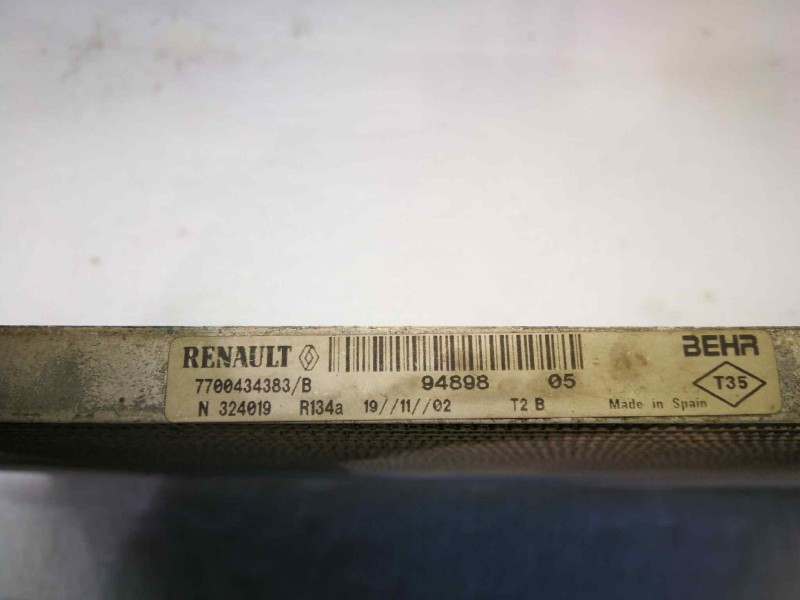 RENAULT BEHR
7700434383/B 94898 05 T35
N 324019 R134a 19//11//02 T2 B Made in Spain